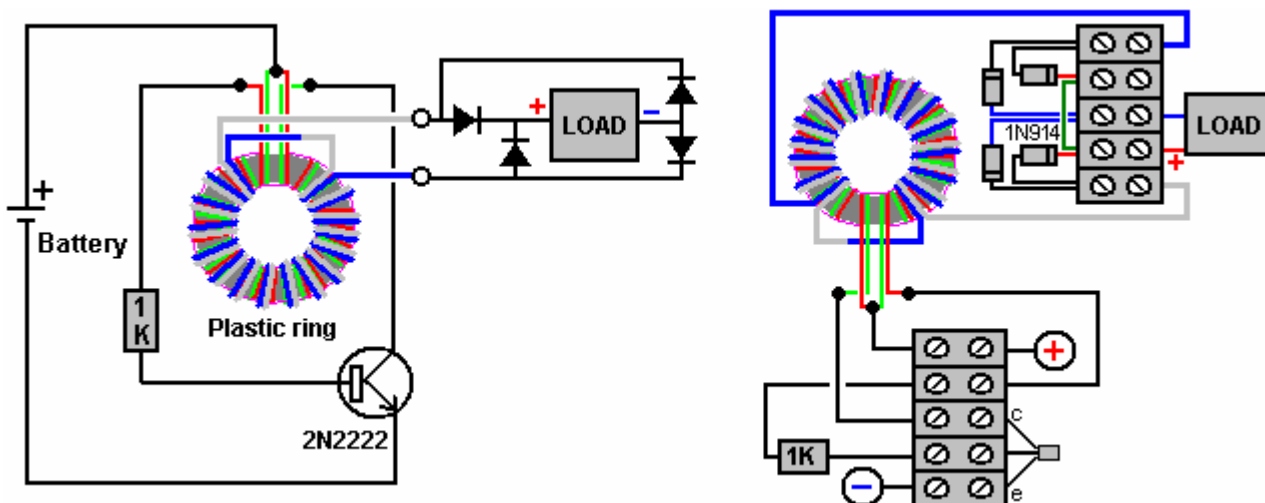 +
Battery
1
K
Plastic ring
2N2222
+
LOAD
-
1N914
LOAD
+
+
1K
c
-
e